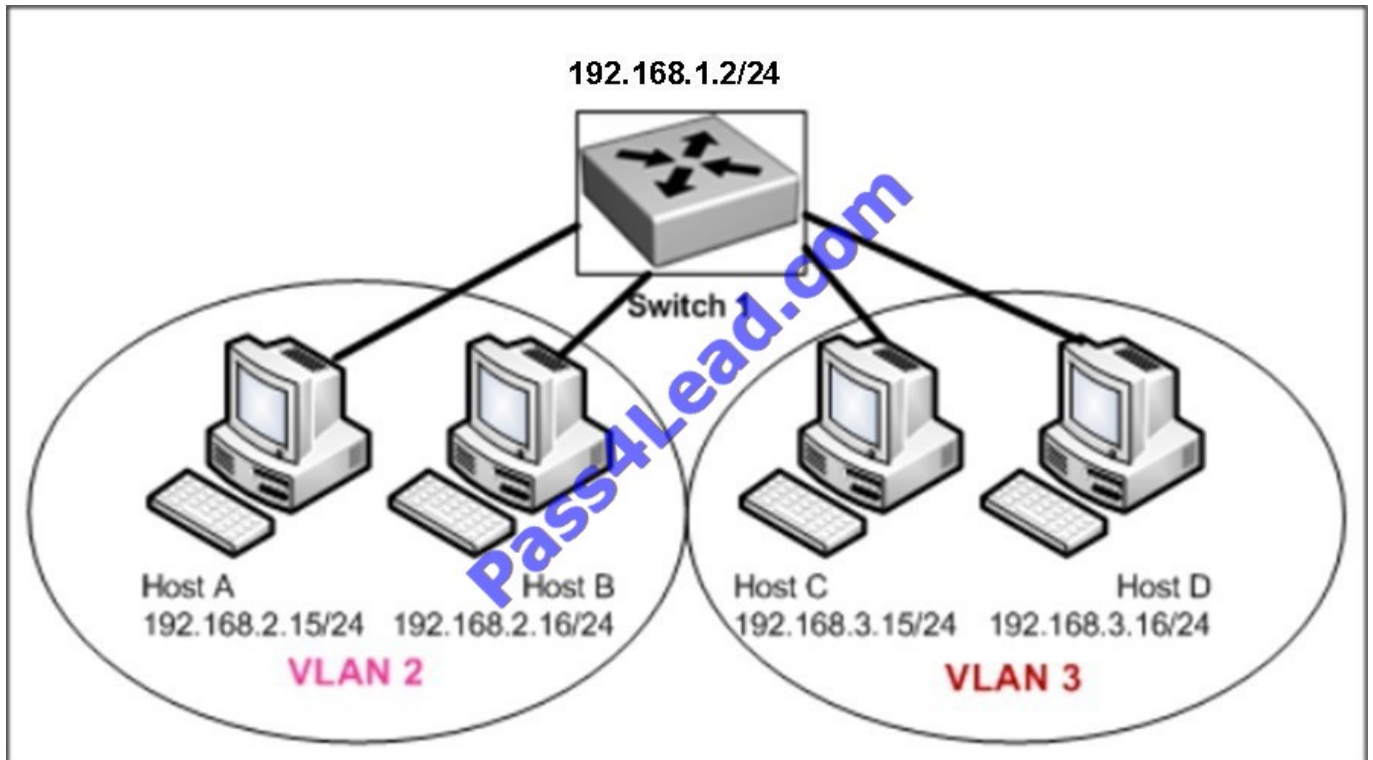 192.168.1.2/24
Switch 1
Pass4Lead.com
Host A
192.168.2.15/24
Host B
192.168.2.16/24
VLAN 2
Host C
192.168.3.15/24
Host D
192.168.3.16/24
VLAN 3